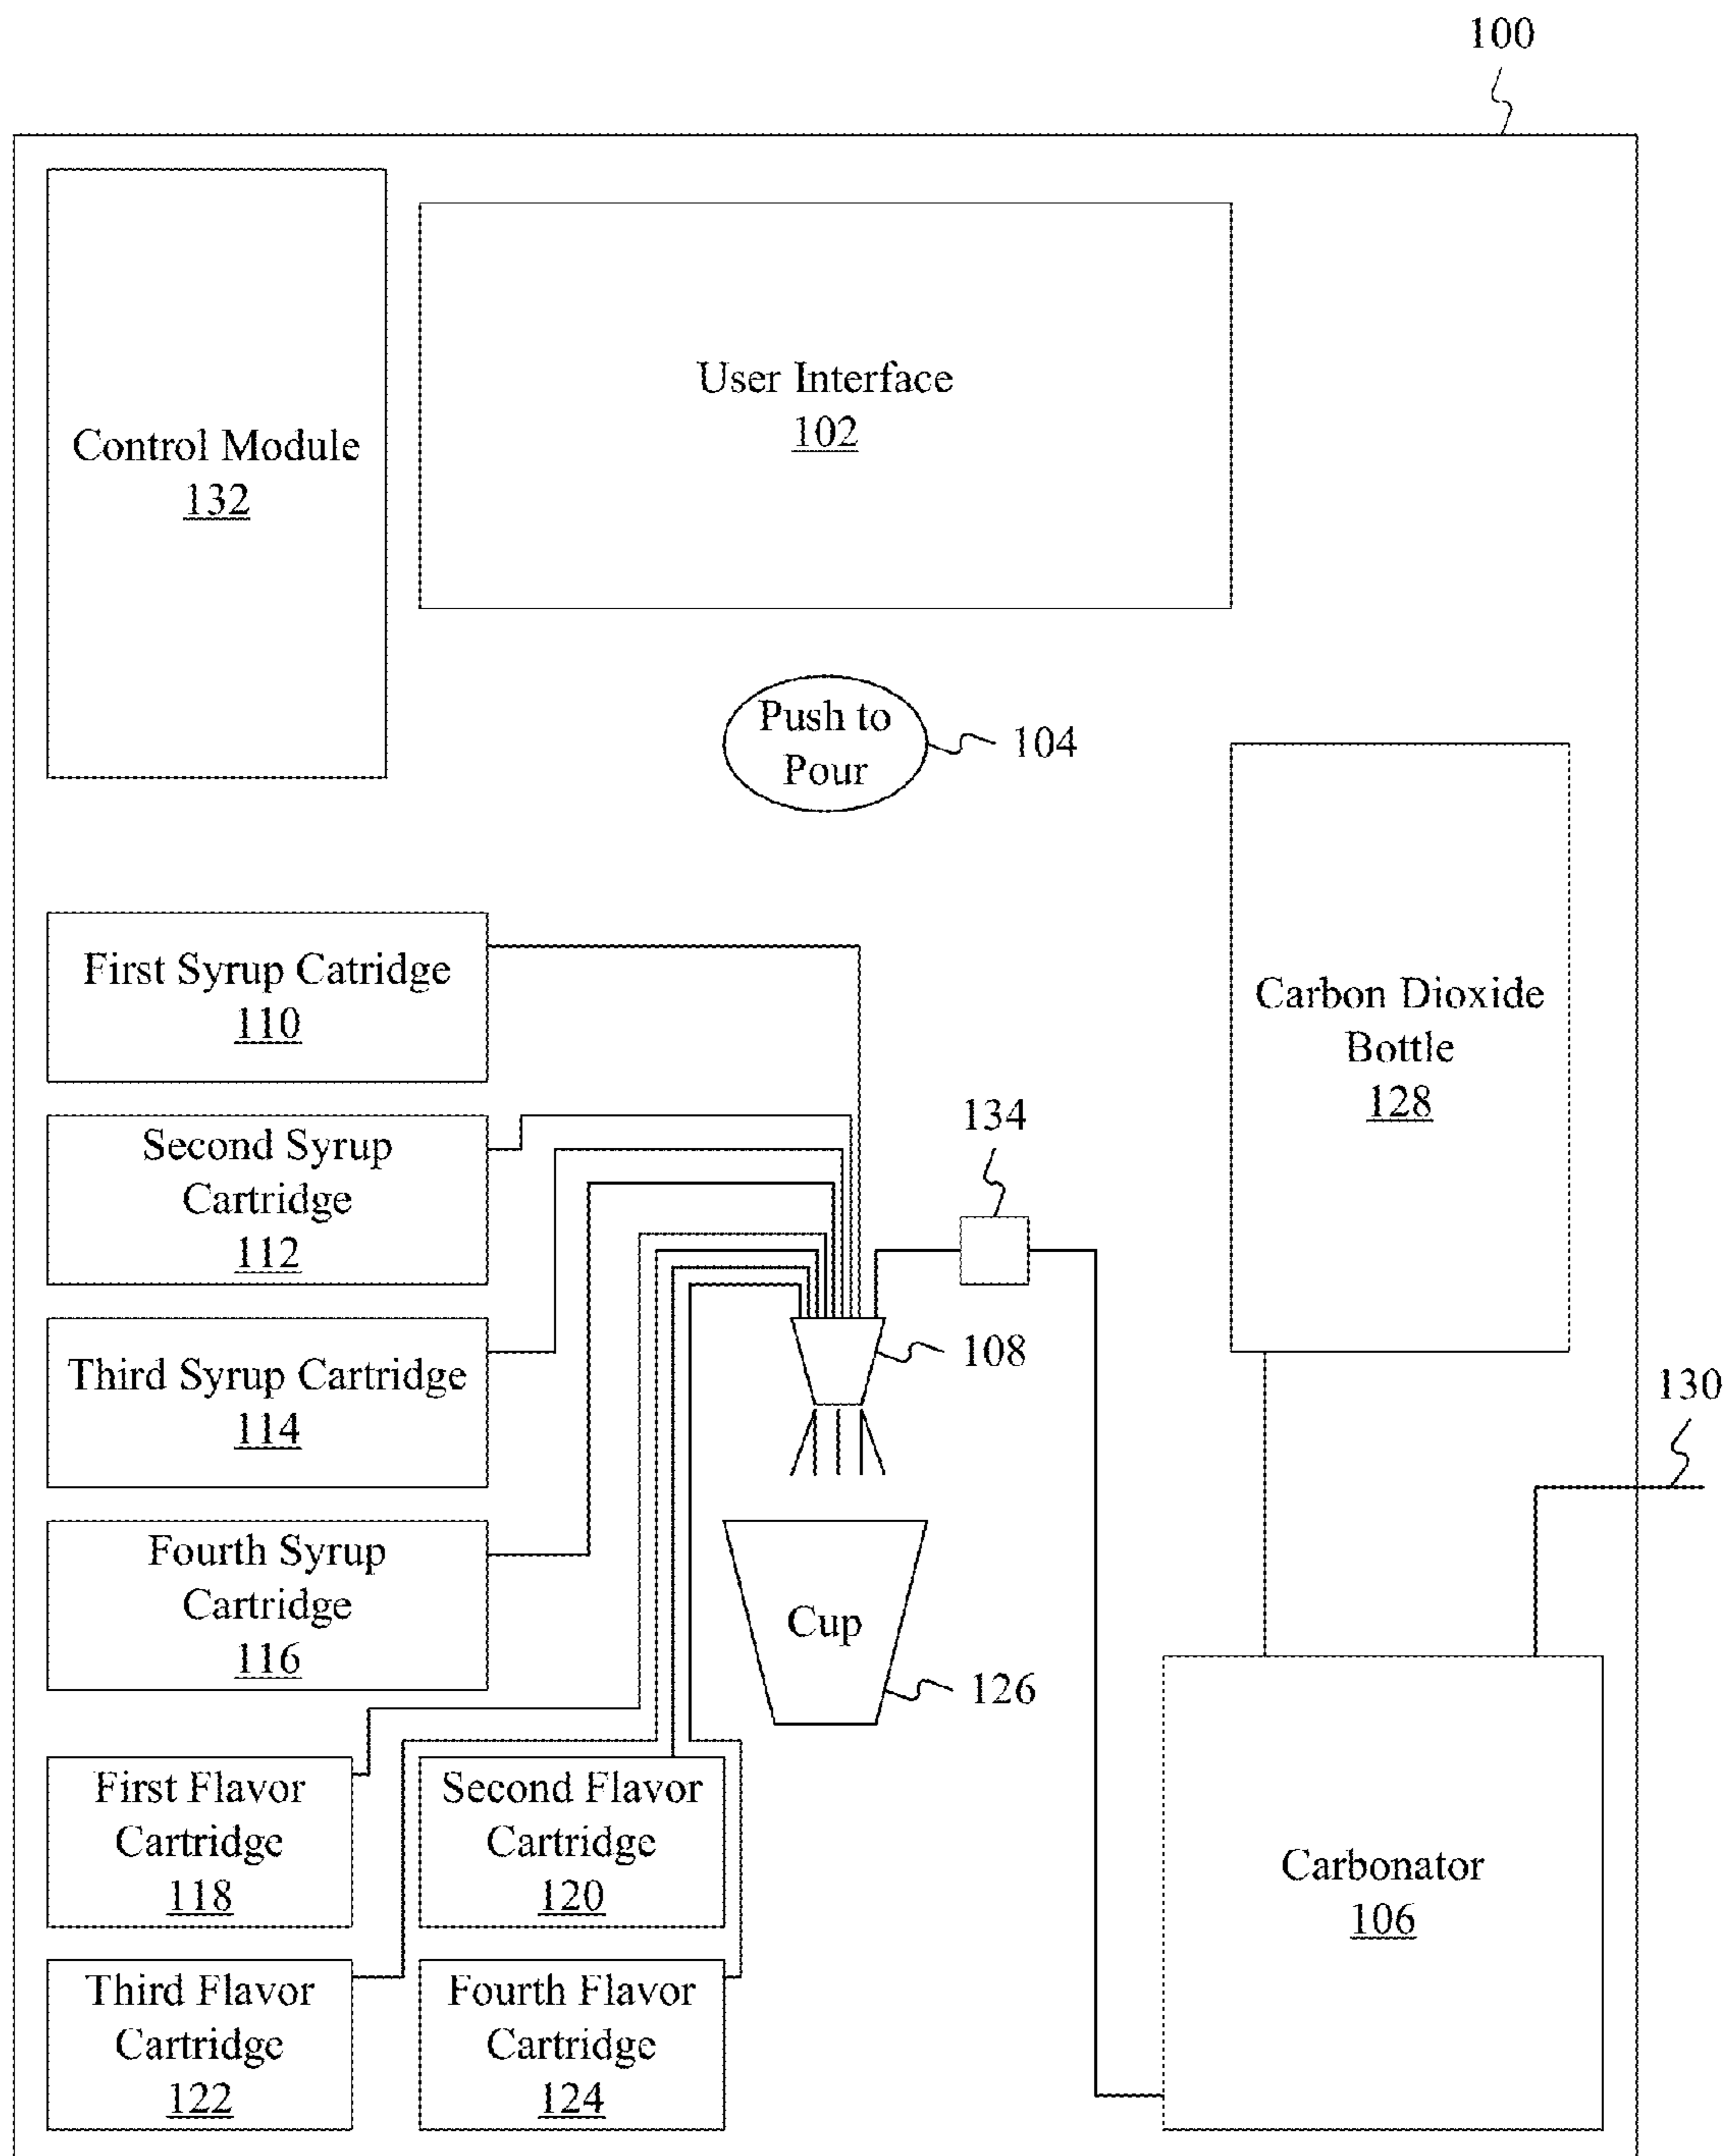 100
Control Module
132
User Interface
102
Push to
Pour
104
First Syrup Catridge
110
Second Syrup
Cartridge
112
Third Syrup Cartridge
114
Fourth Syrup
Cartridge
116
134
108
Carbon Dioxide
Bottle
128
130
Cup
126
First Flavor
Cartridge
118
Second Flavor
Cartridge
120
Third Flavor
Cartridge
122
Fourth Flavor
Cartridge
124
Carbonator
106